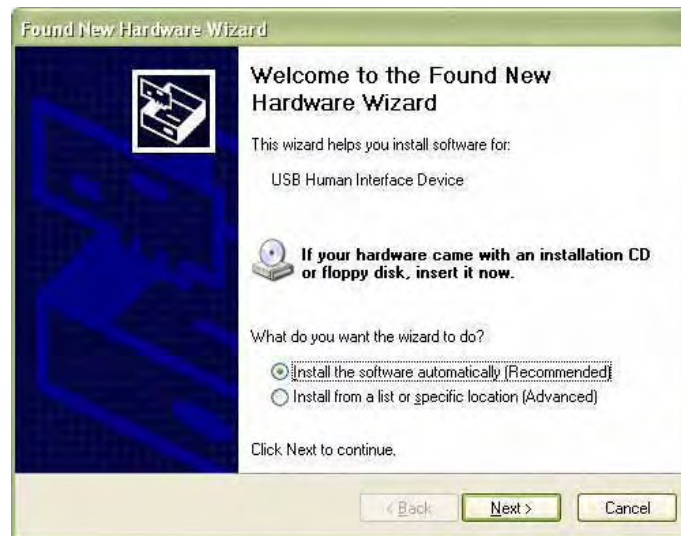 Found New Hardware Wizard
Welcome to the Found New
Hardware Wizard
This wizard helps you install software for:
USB Human Interface Device
If your hardware came with an installation CD
or floppy disk, insert it now.
What do you want the wizard to do?
Install the software automatically (Recommended)
Install from a list or specific location (Advanced)
Click Next to continue.
< Back
Next >
Cancel